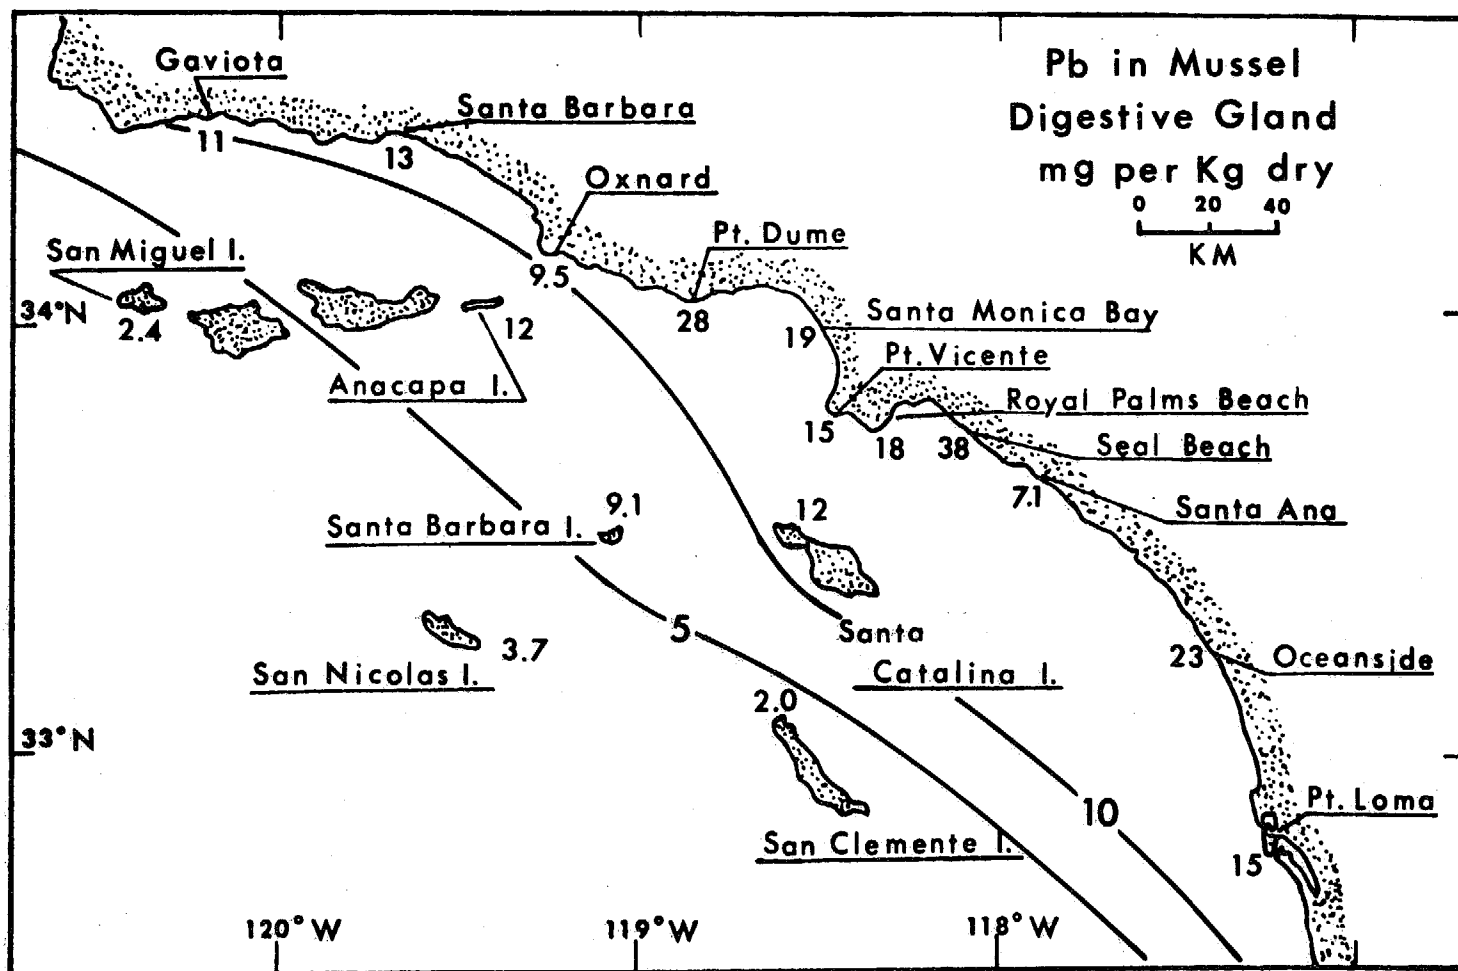 Pb in Mussel
Digestive Gland
mg per Kg dry
0 20 40
KM
Gaviota
11
Santa Barbara
13
Oxnard
9.5
Pt. Dume
28
San Miguel I.
2.4
34°N
12
Anacapa I.
Santa Monica Bay
19
Pt. Vicente
15
Royal Palms Beach
18
Seal Beach
38
Santa Ana
7.1
9.1
Santa Barbara I.
12
Santa
Catalina I.
5
3.7
San Nicolas I.
2.0
San Clemente I.
Oceanside
23
33°N
10
Pt. Loma
15
120°W
119°W
118°W